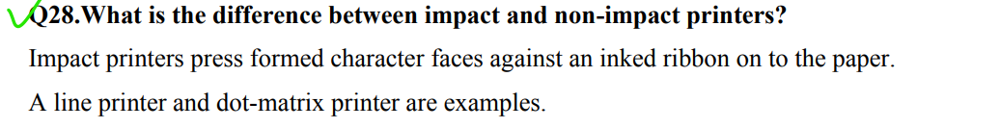 Q28.What is the difference between impact and non-impact printers?
Impact printers press formed character faces against an inked ribbon on to the paper.
A line printer and dot-matrix printer are examples.